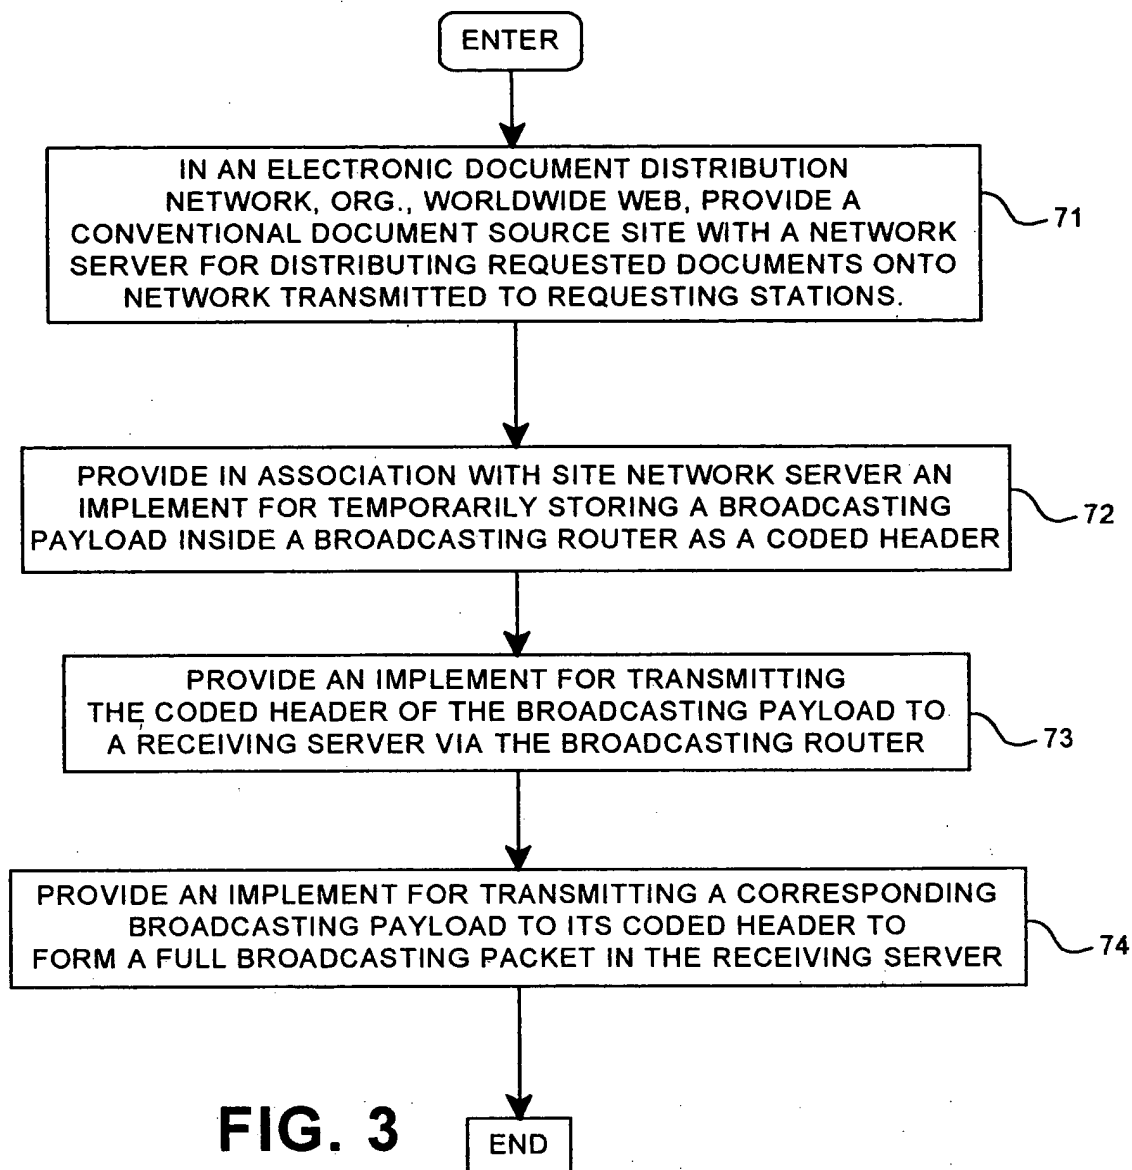 ENTER
IN AN ELECTRONIC DOCUMENT DISTRIBUTION
NETWORK, ORG., WORLDWIDE WEB, PROVIDE A
CONVENTIONAL DOCUMENT SOURCE SITE WITH A NETWORK
SERVER FOR DISTRIBUTING REQUESTED DOCUMENTS ONTO
NETWORK TRANSMITTED TO REQUESTING STATIONS.
71
PROVIDE IN ASSOCIATION WITH SITE NETWORK SERVER AN
IMPLEMENT FOR TEMPORARILY STORING A BROADCASTING
PAYLOAD INSIDE A BROADCASTING ROUTER AS A CODED HEADER
72
PROVIDE AN IMPLEMENT FOR TRANSMITTING
THE CODED HEADER OF THE BROADCASTING PAYLOAD TO
A RECEIVING SERVER VIA THE BROADCASTING ROUTER
73
PROVIDE AN IMPLEMENT FOR TRANSMITTING A CORRESPONDING
BROADCASTING PAYLOAD TO ITS CODED HEADER TO
FORM A FULL BROADCASTING PACKET IN THE RECEIVING SERVER
74
FIG. 3
END